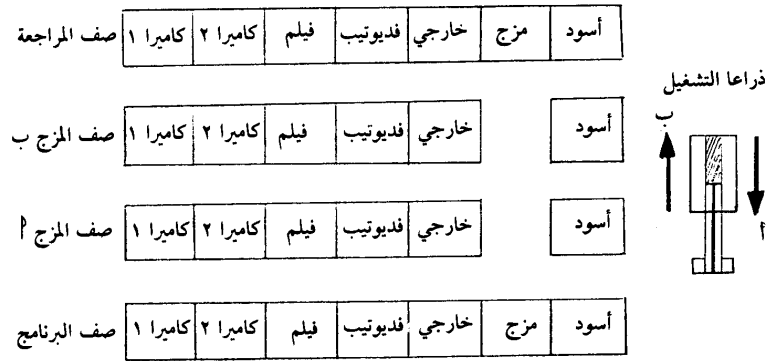 أسود مزج خارجي فديوتيب فيلم كاميرا ٢ كاميرا ١ صف المراجعة
ذراعا التشغيل
أسود خارجي فديوتيب فيلم كاميرا ٢ كاميرا ١ صف المزج ب
ب
أ
أسود خارجي فديوتيب فيلم كاميرا ٢ كاميرا ١ صف المزج أ
أسود مزج خارجي فديوتيب فيلم كاميرا ٢ كاميرا ١ صف البرنامج